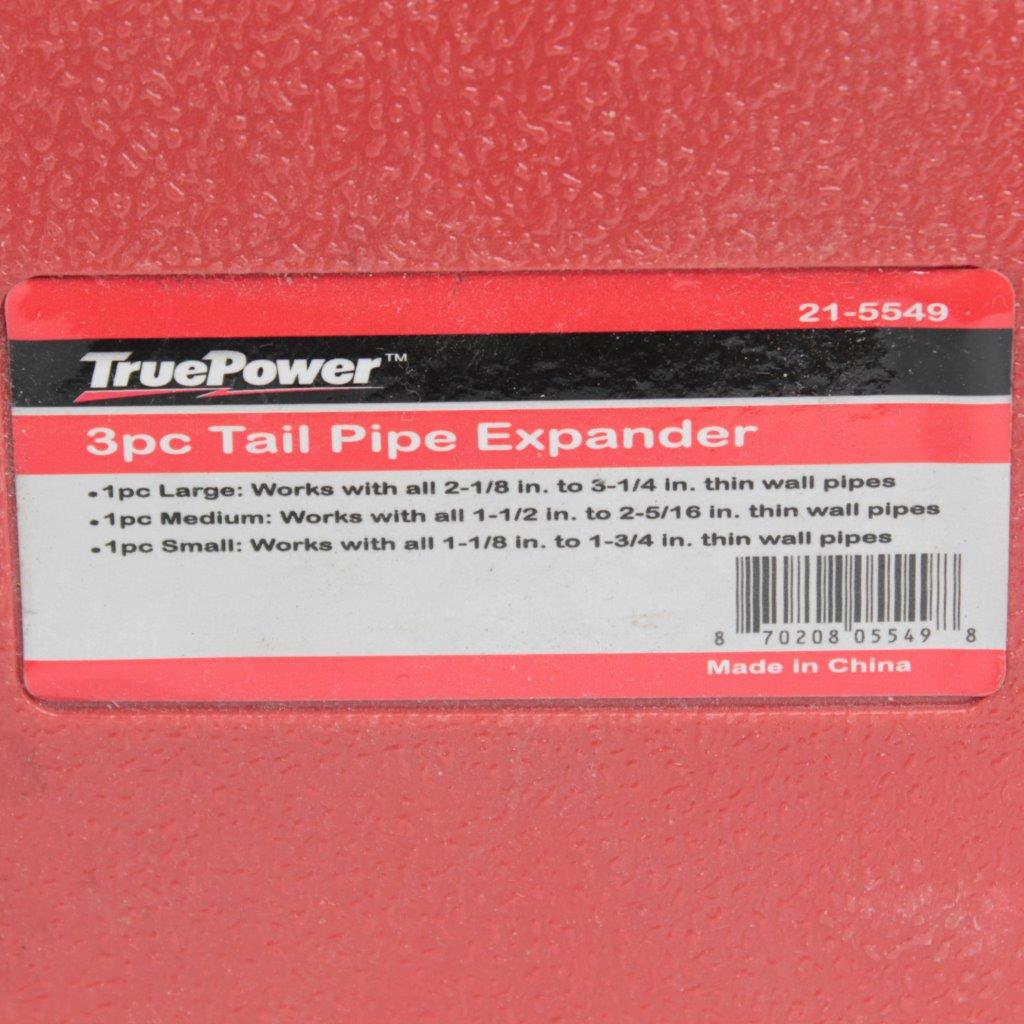 21-5549
TruePower™
3pc Tail Pipe Expander
•1pc Large: Works with all 2-1/8 in. to 3-1/4 in. thin wall pipes
•1pc Medium: Works with all 1-1/2 in. to 2-5/16 in. thin wall pipes
•1pc Small: Works with all 1-1/8 in. to 1-3/4 in. thin wall pipes
8 70208 05549 8
Made in China